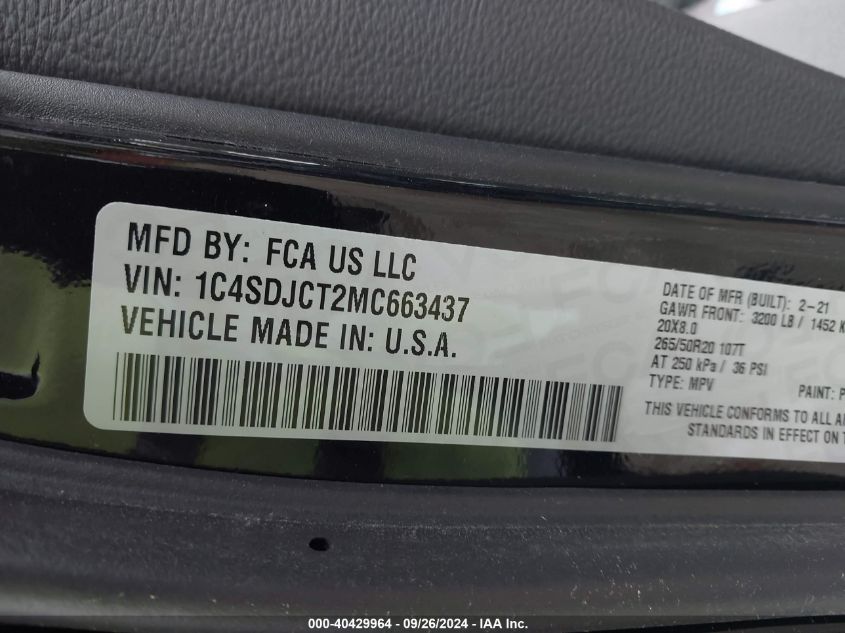 MFD BY: FCA US LLC
VIN: 1C4SDJCT2MC663437
VEHICLE MADE IN: U.S.A.
DATE OF MFR (BUILT): 2-21
GAWR FRONT: 3200 LB / 1452 K
20X8.0
265/50R20 107T
AT 250 kPa / 36 PSI
TYPE: MPV
PAINT: P
THIS VEHICLE CONFORMS TO ALL A
STANDARDS IN EFFECT ON T
000-40429964 - 09/26/2024 - IAA Inc.